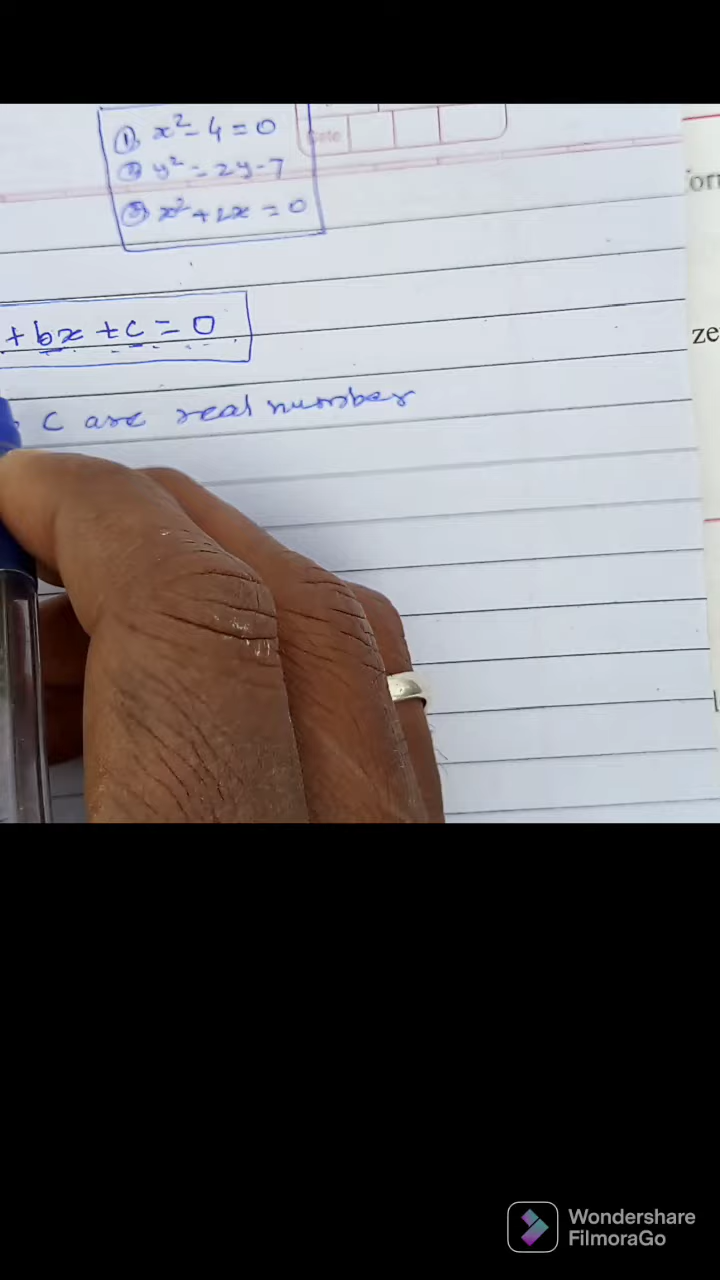 ① x² - 4 = 0
② y² = 2y - 7
③ x² + 2x = 0
Date
+ bx + c = 0
c are real number
ze
Wondershare
FilmoraGo